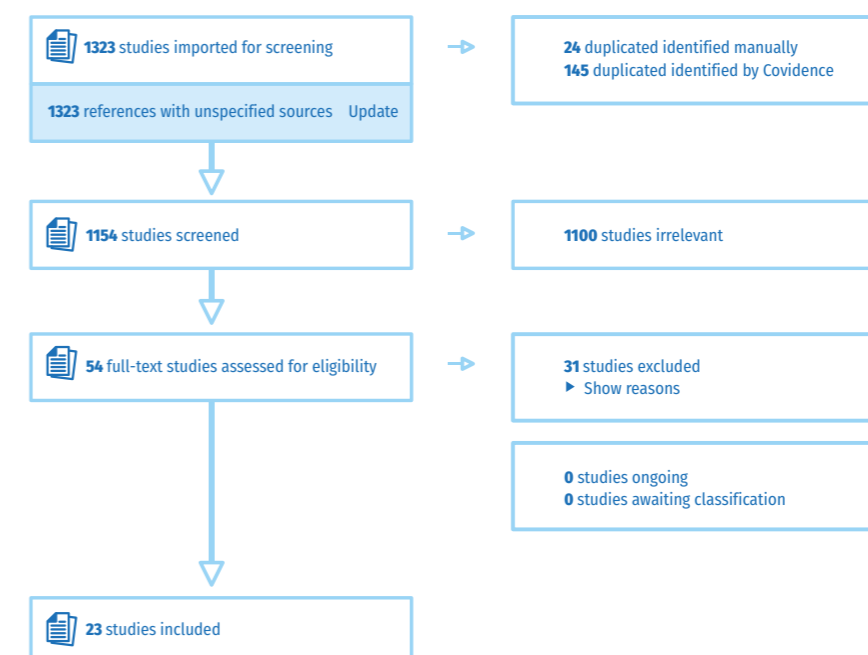 1323 studies imported for screening
24 duplicated identified manually
145 duplicated identified by Covidence
1323 references with unspecified sources Update
1154 studies screened
1100 studies irrelevant
54 full-text studies assessed for eligibility
31 studies excluded
Show reasons
0 studies ongoing
0 studies awaiting classification
23 studies included